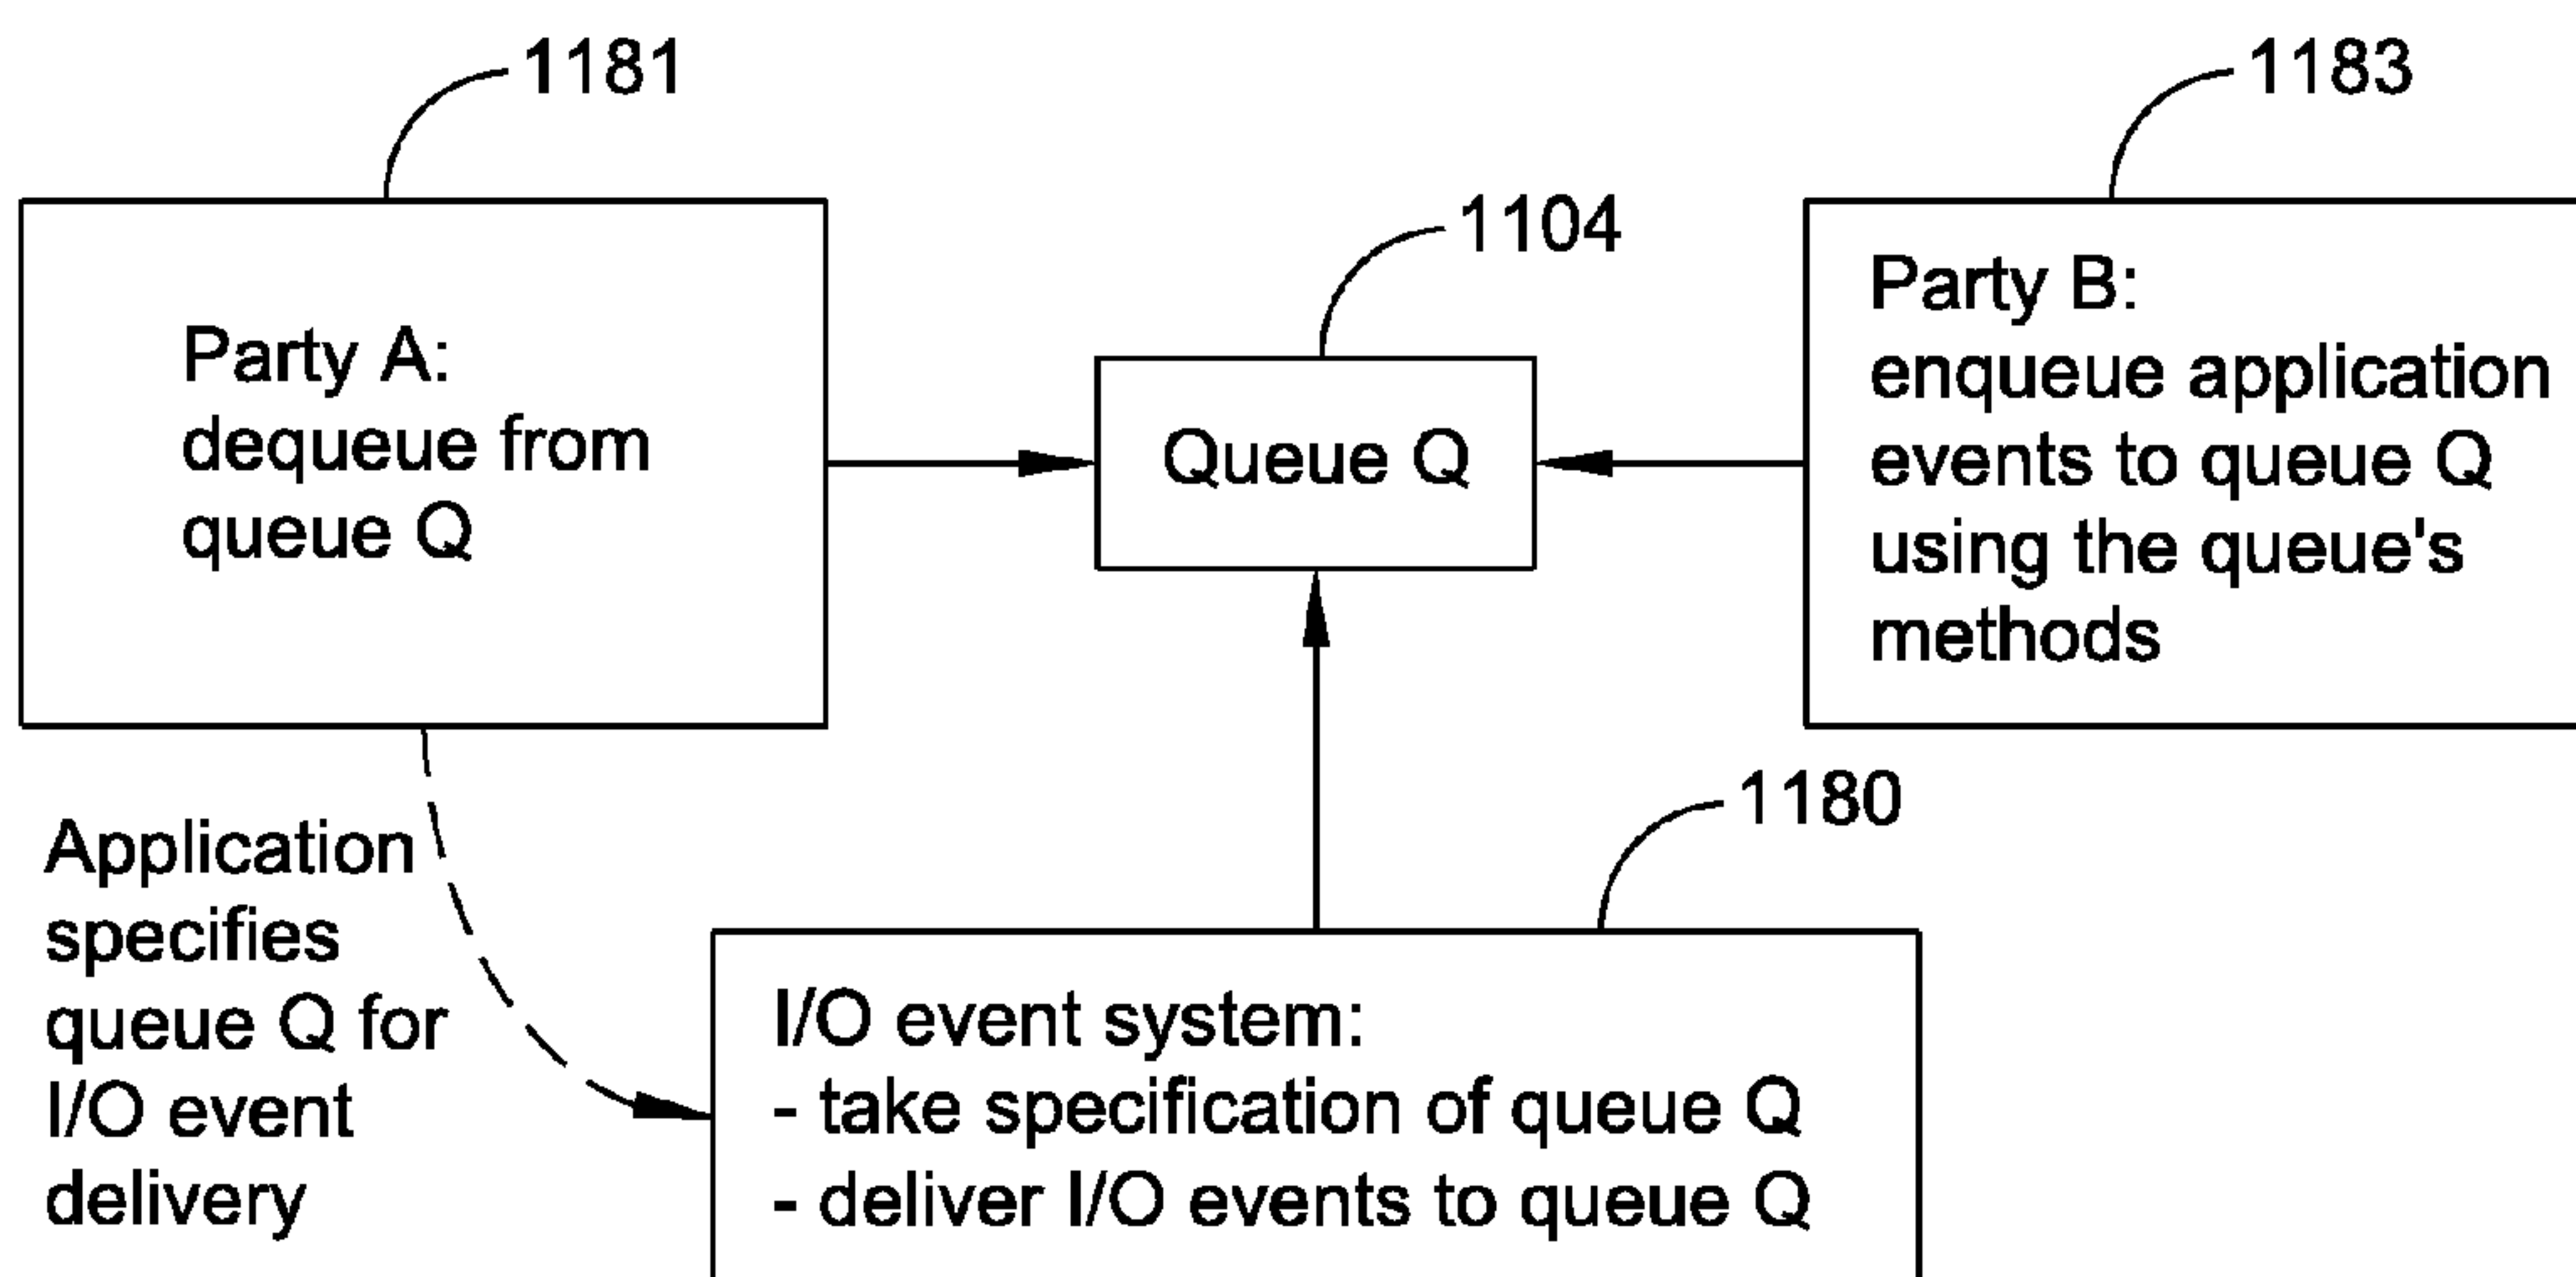 1181
1183
1104
Party A:
dequeue from
queue Q
Queue Q
Party B:
enqueue application
events to queue Q
using the queue's
methods
1180
Application
specifies
queue Q for
I/O event
delivery
I/O event system:
- take specification of queue Q
- deliver I/O events to queue Q